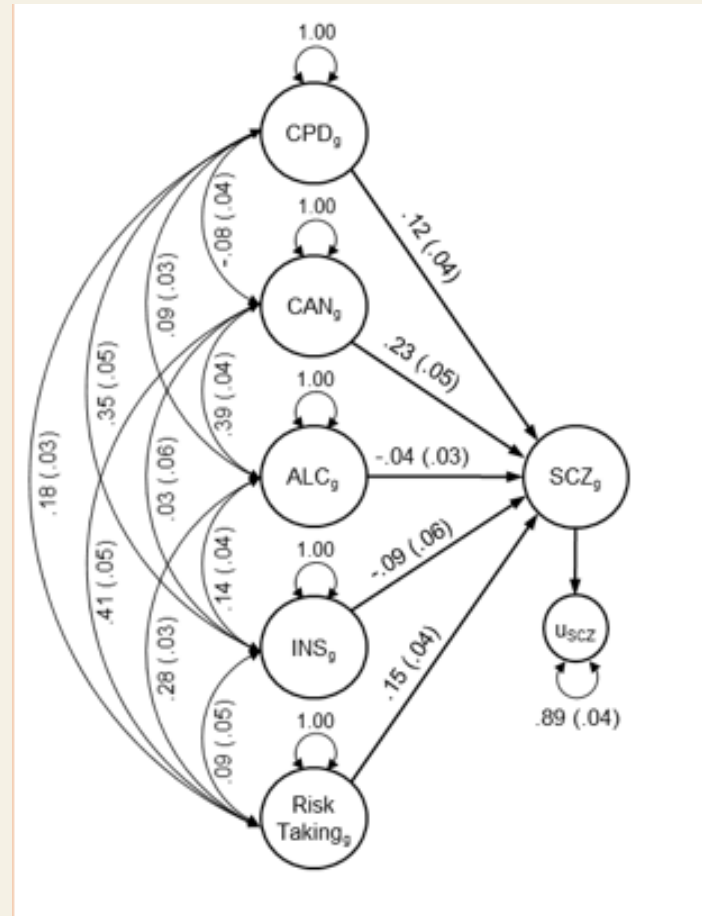 1.00
CPDg
1.00
CANg
1.00
ALCg
1.00
INSg
1.00
Risk
Takingg
-.08 (.04)
.09 (.03)
.35 (.05)
.18 (.03)
.39 (.04)
.03 (.06)
.41 (.05)
.14 (.04)
.28 (.03)
.09 (.05)
.12 (.04)
.23 (.05)
-.04 (.03)
-.09 (.06)
.15 (.04)
SCZg
uSCZ
.89 (.04)